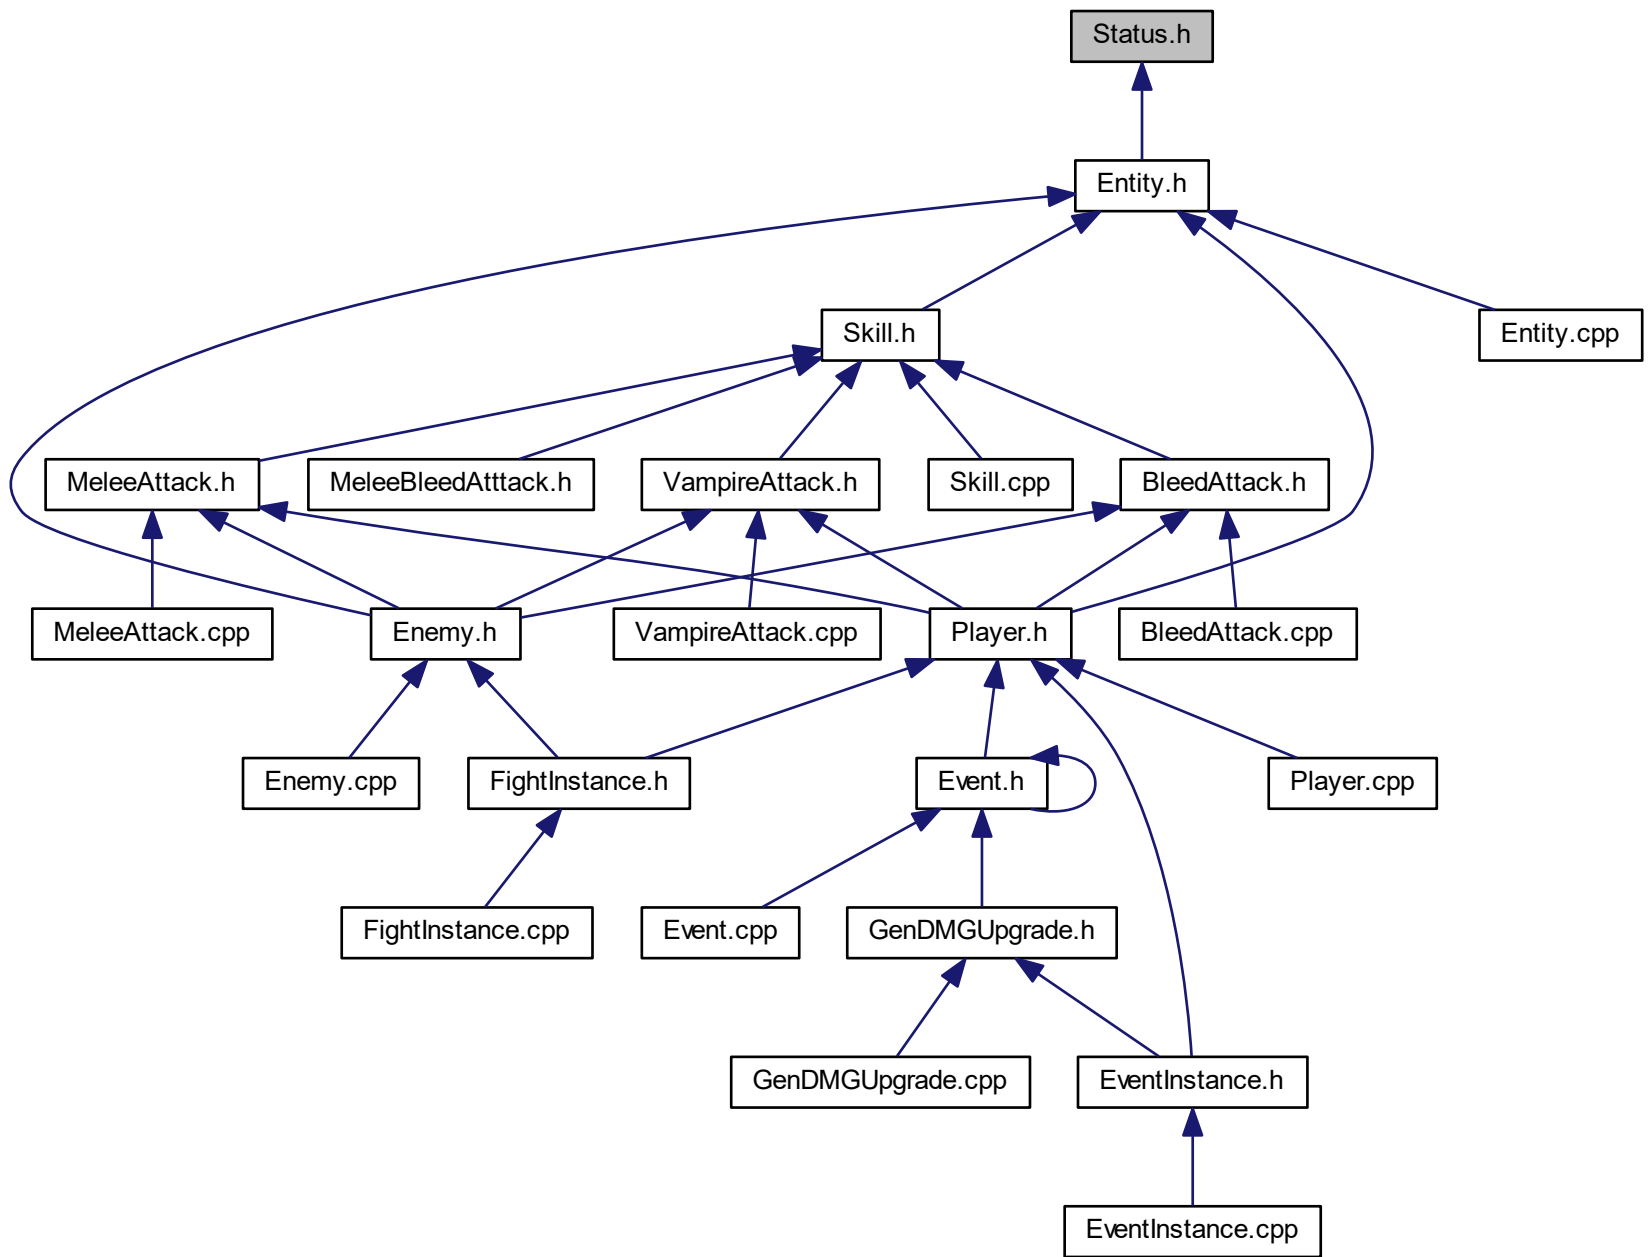 Status.h
Entity.h
Skill.h
Entity.cpp
MeleeAttack.h
MeleeBleedAtttack.h
VampireAttack.h
Skill.cpp
BleedAttack.h
MeleeAttack.cpp
Enemy.h
VampireAttack.cpp
Player.h
BleedAttack.cpp
Enemy.cpp
FightInstance.h
Event.h
Player.cpp
FightInstance.cpp
Event.cpp
GenDMGUpgrade.h
GenDMGUpgrade.cpp
EventInstance.h
EventInstance.cpp